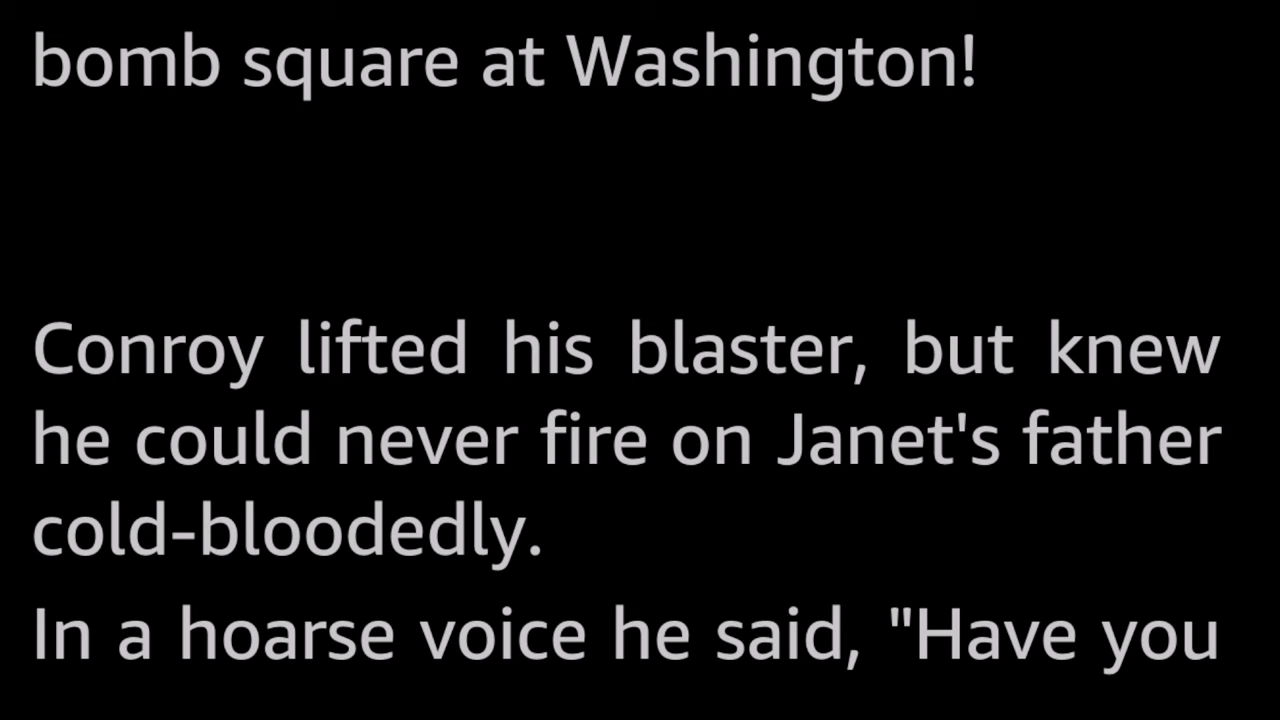 bomb square at Washington!
Conroy lifted his blaster, but knew
he could never fire on Janet's father
cold-bloodedly.
In a hoarse voice he said, "Have you